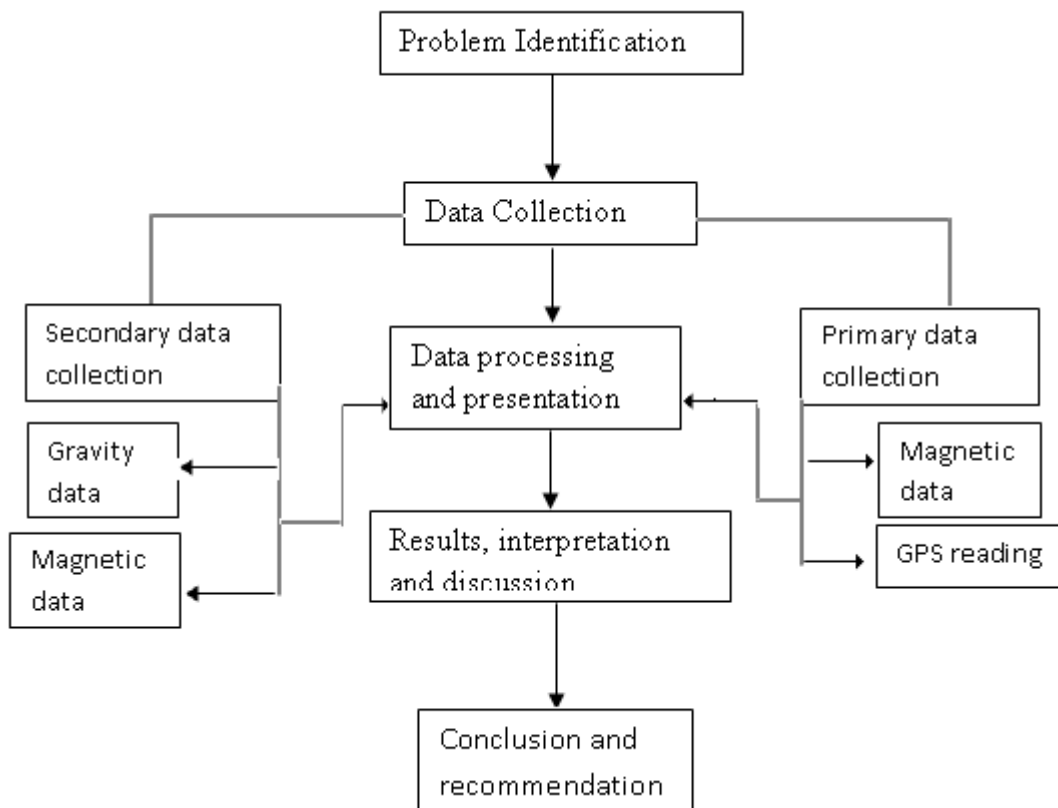 Problem Identification
Data Collection
Secondary data
collection
Data processing
and presentation
Primary data
collection
Gravity
data
Magnetic
data
Magnetic
data
GPS reading
Results, interpretation
and discussion
Conclusion and
recommendation